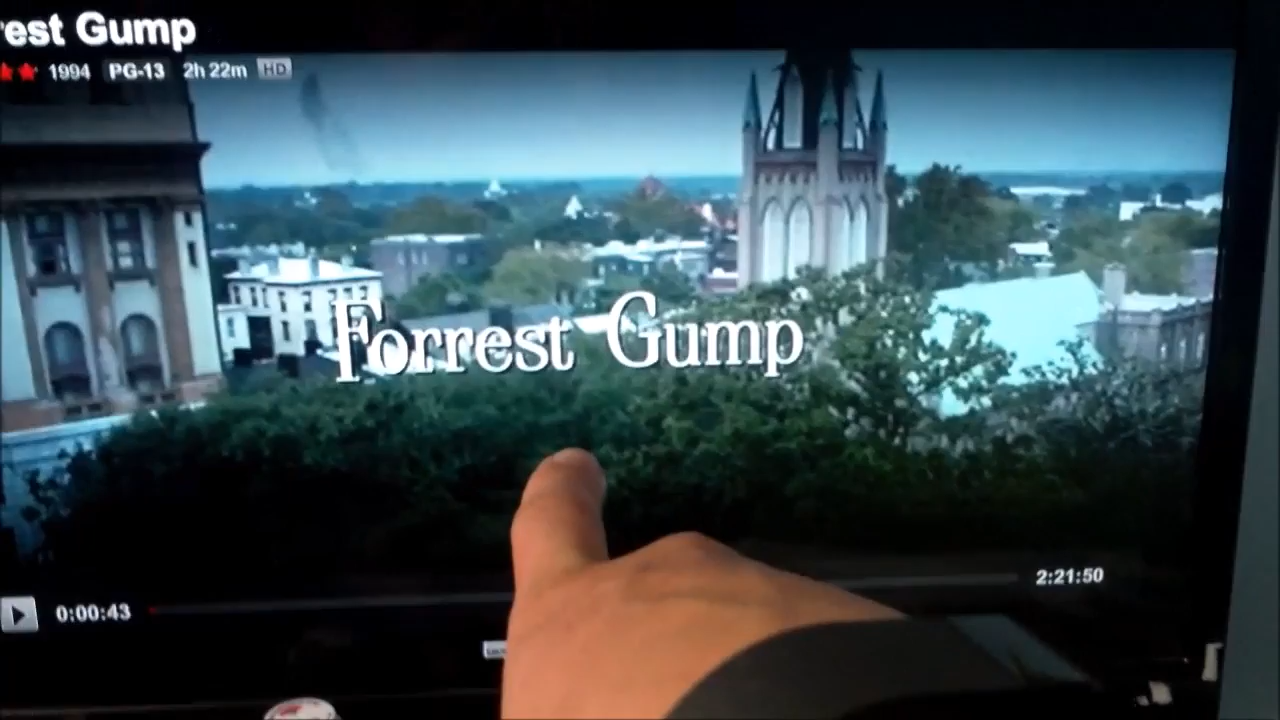 rest Gump
1994 PG-13 2h 22m HD
Forrest Gump
2:21:50
0:00:43